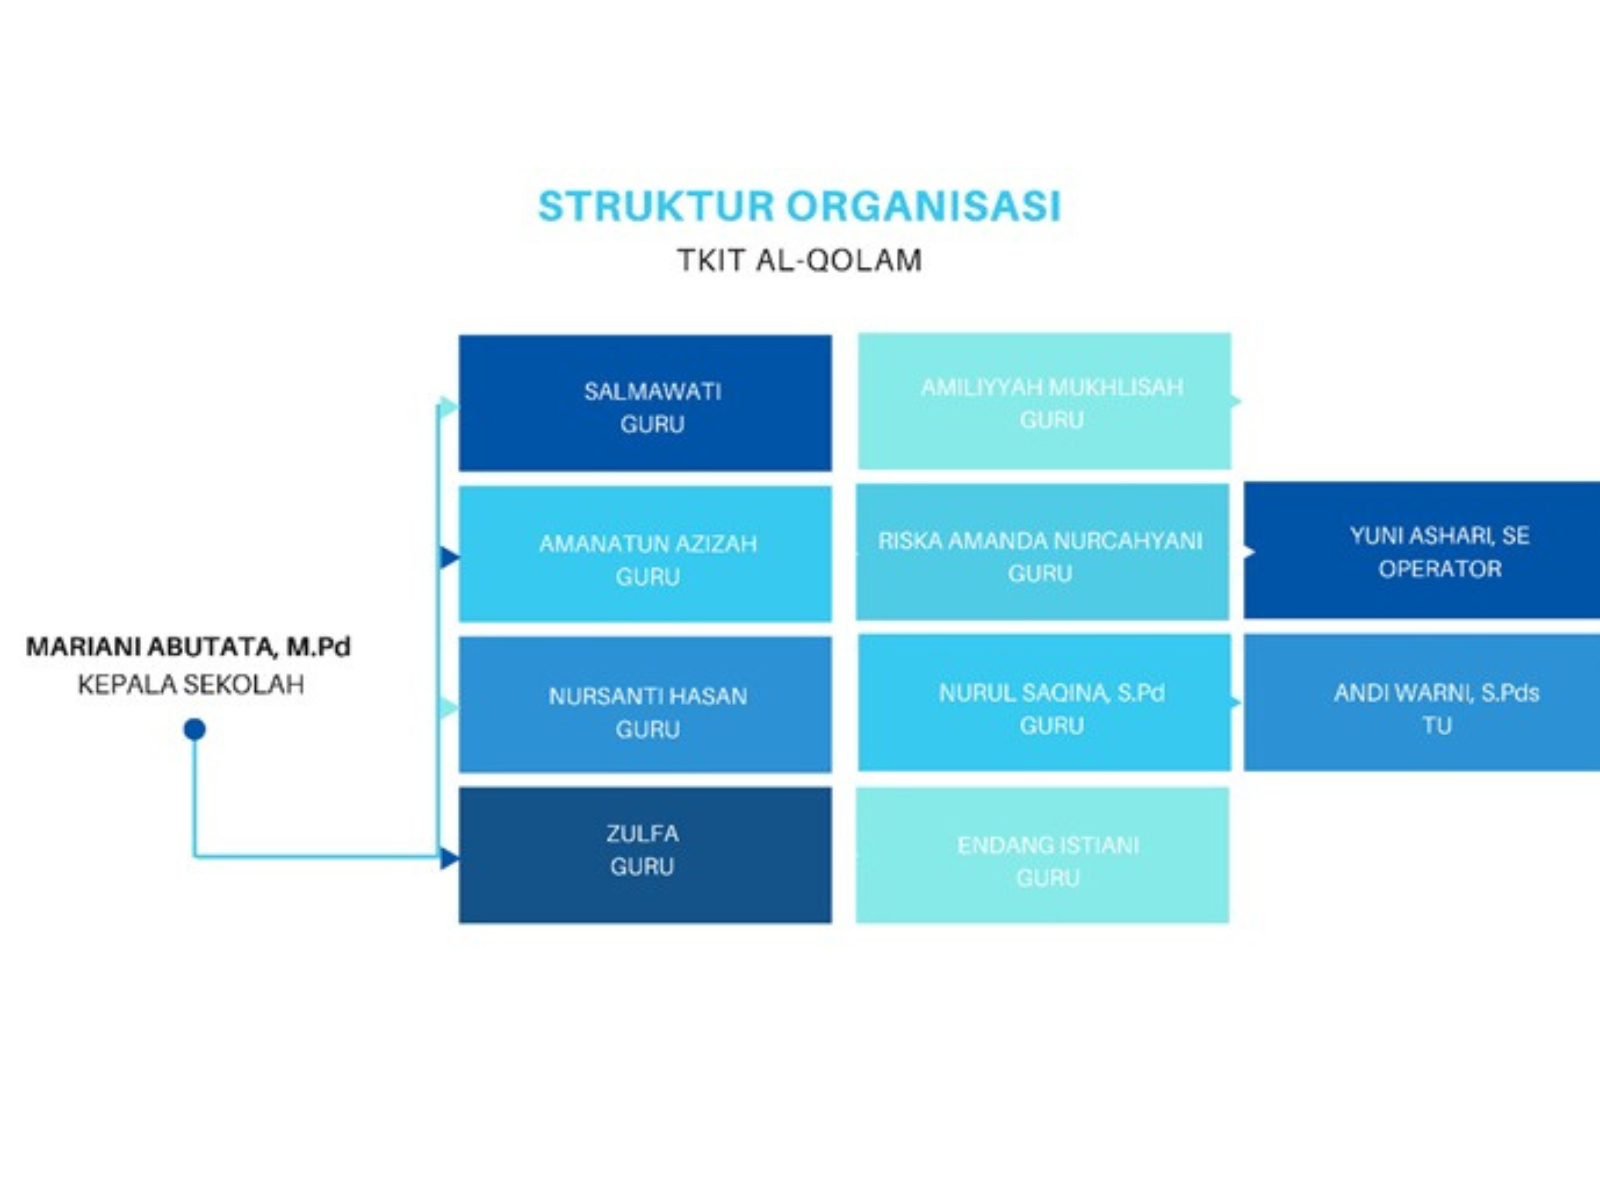 STRUKTUR ORGANISASI
TKIT AL-QOLAM
MARIANI ABUTATA, M.Pd
KEPALA SEKOLAH
SALMAWATI
GURU
AMANATUN AZIZAH
GURU
NURSANTI HASAN
GURU
ZULFA
GURU
AMILIYYAH MUKHLISAH
GURU
RISKA AMANDA NURCAHYANI
GURU
NURUL SAQINA, S.Pd
GURU
ENDANG ISTIANI
GURU
YUNI ASHARI, SE
OPERATOR
ANDI WARNI, S.Pds
TU